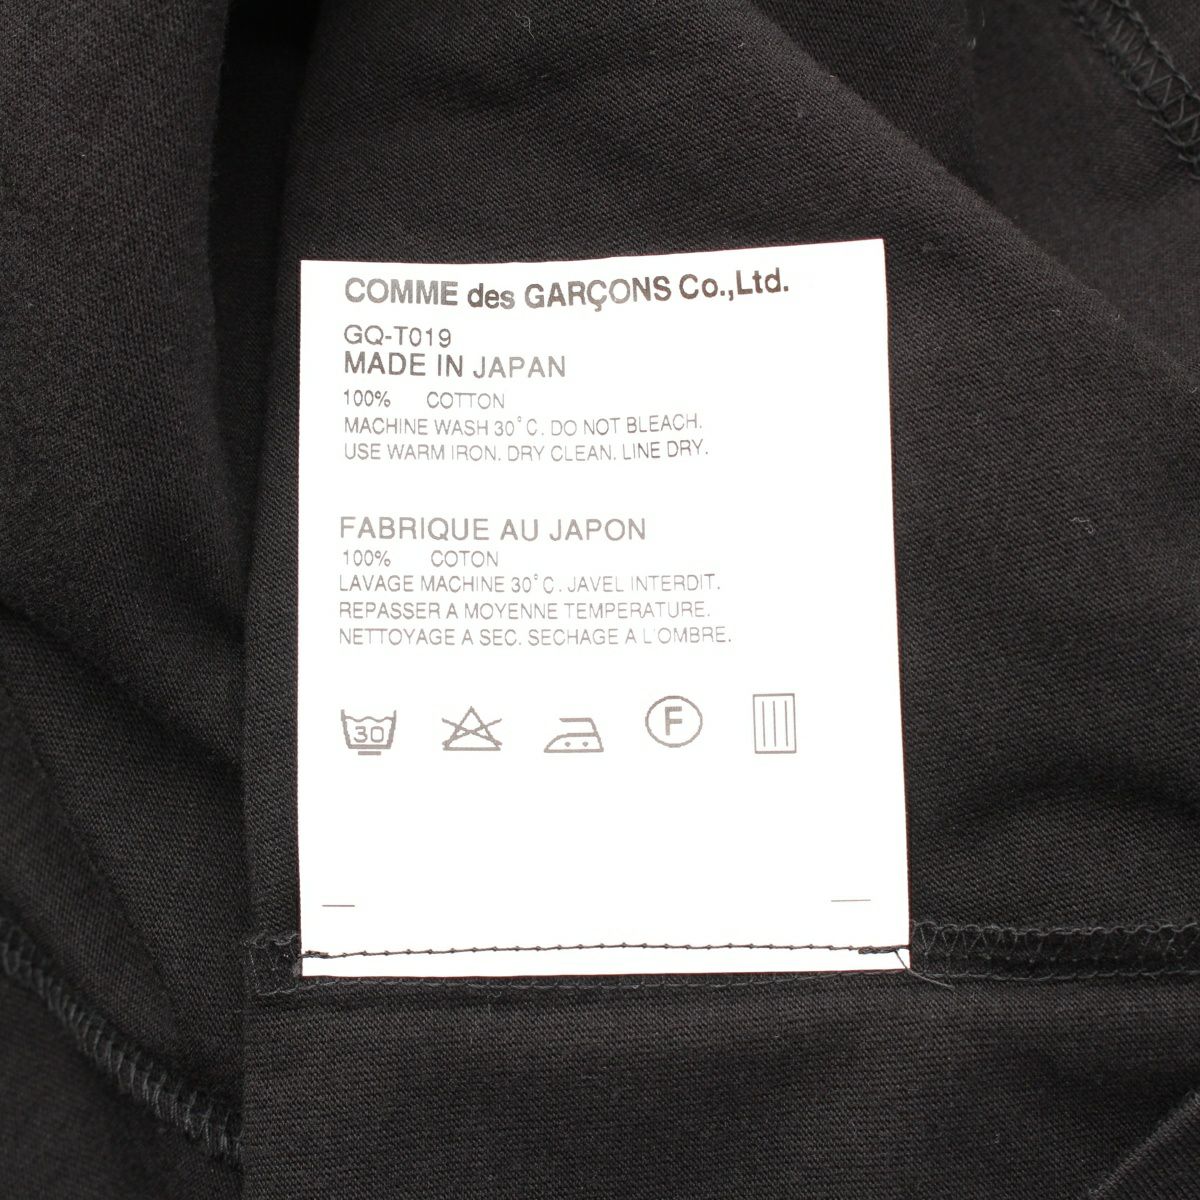 COMME des GARÇONS Co.,Ltd.
GQ-T019
MADE IN JAPAN
100% COTTON
MACHINE WASH 30°C. DO NOT BLEACH.
USE WARM IRON. DRY CLEAN. LINE DRY.
FABRIQUE AU JAPON
100% COTON
LAVAGE MACHINE 30°C. JAVEL INTERDIT.
REPASSER A MOYENNE TEMPERATURE.
NETTOYAGE A SEC. SECHAGE A L'OMBRE.
30 F